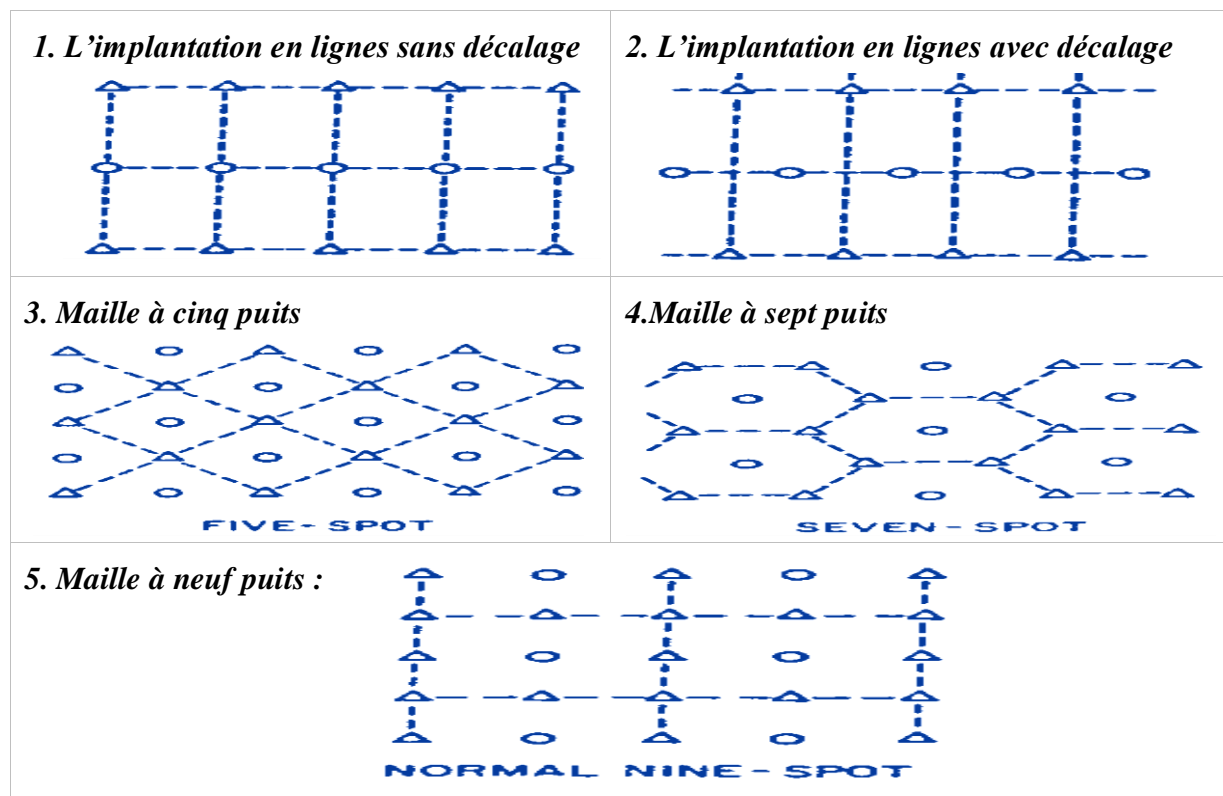 1. L’implantation en lignes sans décalage
2. L’implantation en lignes avec décalage
3. Maille à cinq puits
FIVE-SPOT
4.Maille à sept puits
SEVEN-SPOT
5. Maille à neuf puits :
NORMAL NINE-SPOT